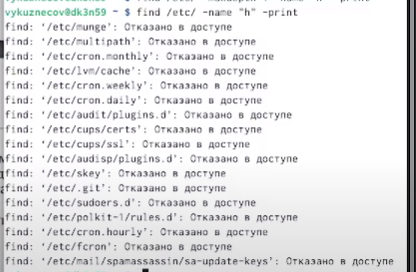 vykuznecov@dk3n59 ~ $ find /etc/ -name "h" -print
find: ‘/etc/munge’: Отказано в доступе
find: ‘/etc/multipath’: Отказано в доступе
find: ‘/etc/cron.monthly’: Отказано в доступе
find: ‘/etc/lvm/cache’: Отказано в доступе
find: ‘/etc/cron.weekly’: Отказано в доступе
find: ‘/etc/cron.daily’: Отказано в доступе
find: ‘/etc/audit/plugins.d’: Отказано в доступе
find: ‘/etc/cups/certs’: Отказано в доступе
find: ‘/etc/cups/ssl’: Отказано в доступе
find: ‘/etc/audisp/plugins.d’: Отказано в доступе
find: ‘/etc/skey’: Отказано в доступе
find: ‘/etc/.git’: Отказано в доступе
find: ‘/etc/sudoers.d’: Отказано в доступе
find: ‘/etc/polkit-1/rules.d’: Отказано в доступе
find: ‘/etc/cron.hourly’: Отказано в доступе
find: ‘/etc/fcron’: Отказано в доступе
find: ‘/etc/mail/spamassassin/sa-update-keys’: Отказано в доступе